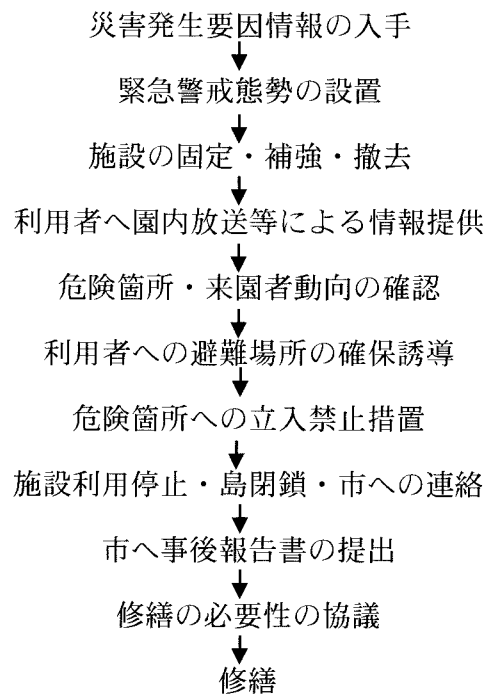 災害発生要因情報の入手
緊急警戒態勢の設置
施設の固定・補強・撤去
利用者へ園内放送等による情報提供
危険箇所・来園者動向の確認
利用者への避難場所の確保誘導
危険箇所への立入禁止措置
施設利用停止・島閉鎖・市への連絡
市へ事後報告書の提出
修繕の必要性の協議
修繕